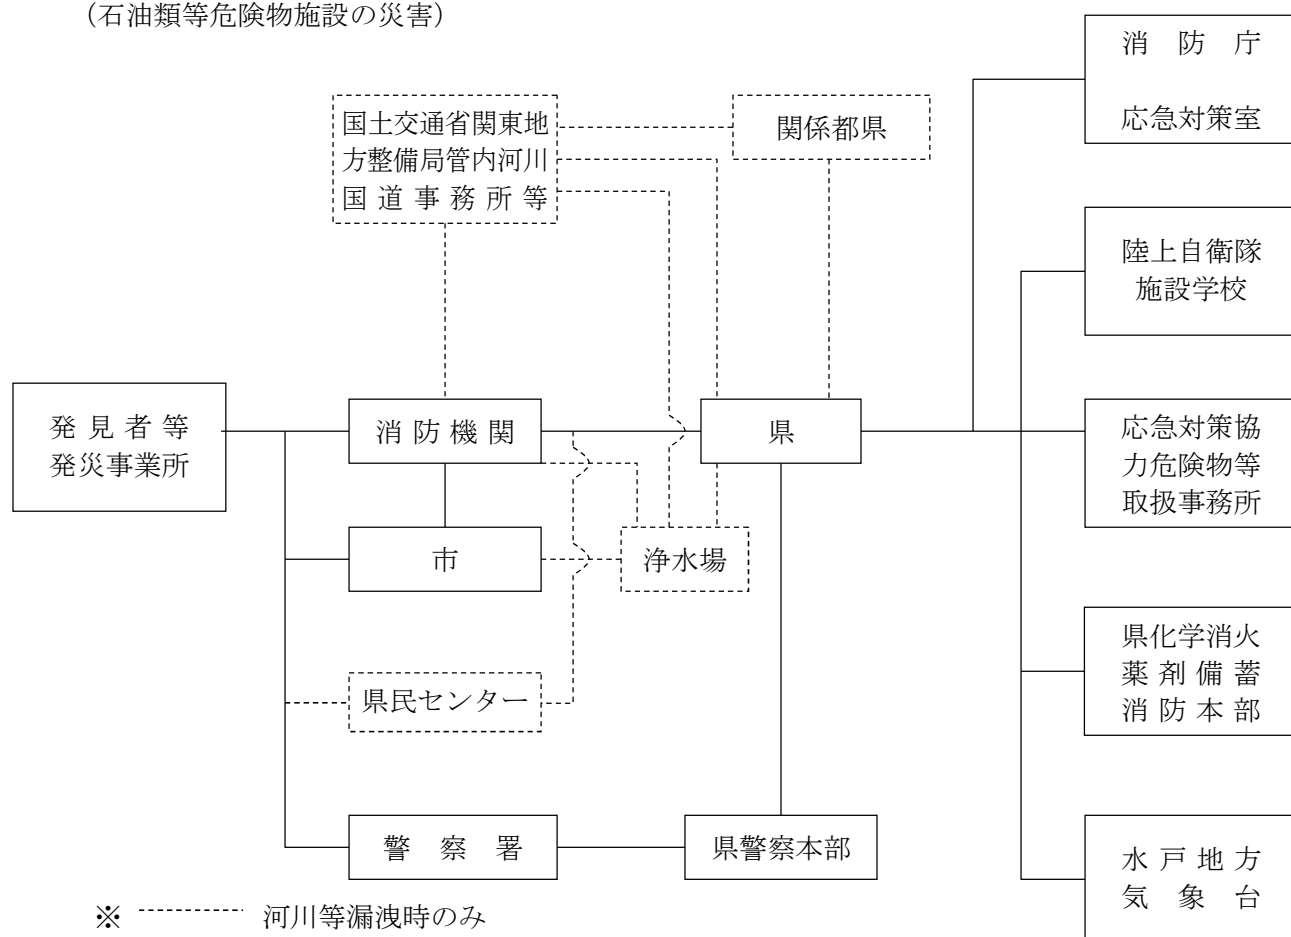 （石油類等危険物施設の災害）
消防庁
応急対策室
国土交通省関東地
方整備局管内河川
国道事務所等
関係都県
陸上自衛隊
施設学校
発見者等
発災事業所
消防機関
県
応急対策協
力危険物等
取扱事務所
市
浄水場
県化学消火
薬剤備蓄
消防本部
県民センター
警察署
県警察本部
水戸地方
気象台
※ 河川等漏洩時のみ